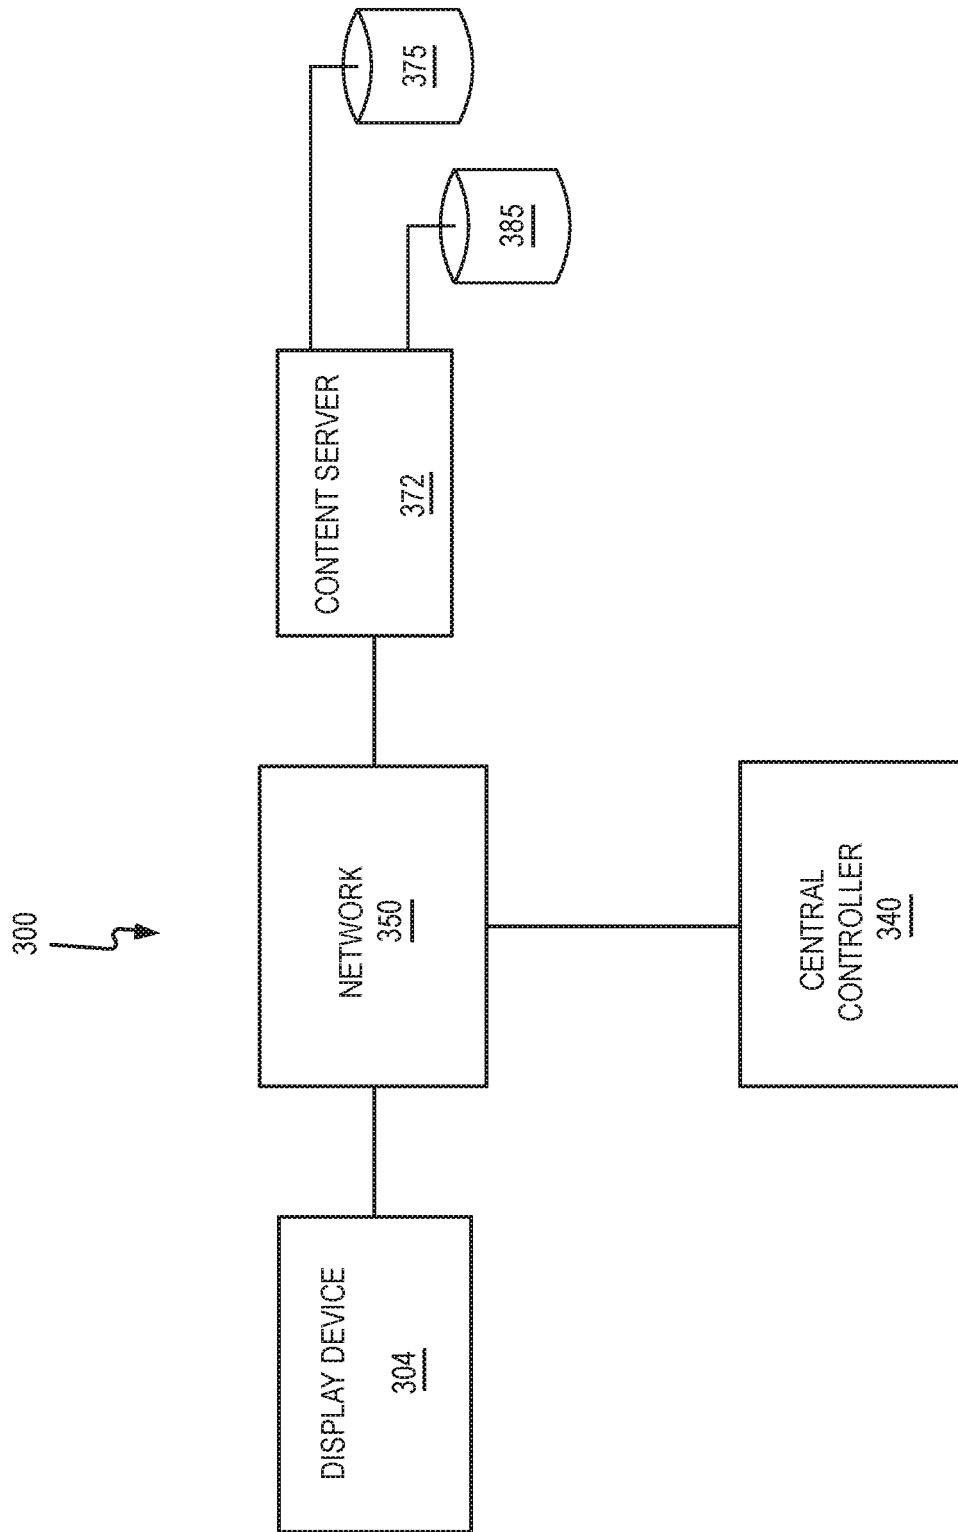 300
DISPLAY DEVICE
304
NETWORK
350
CONTENT SERVER
372
375
385
CENTRAL
CONTROLLER
340